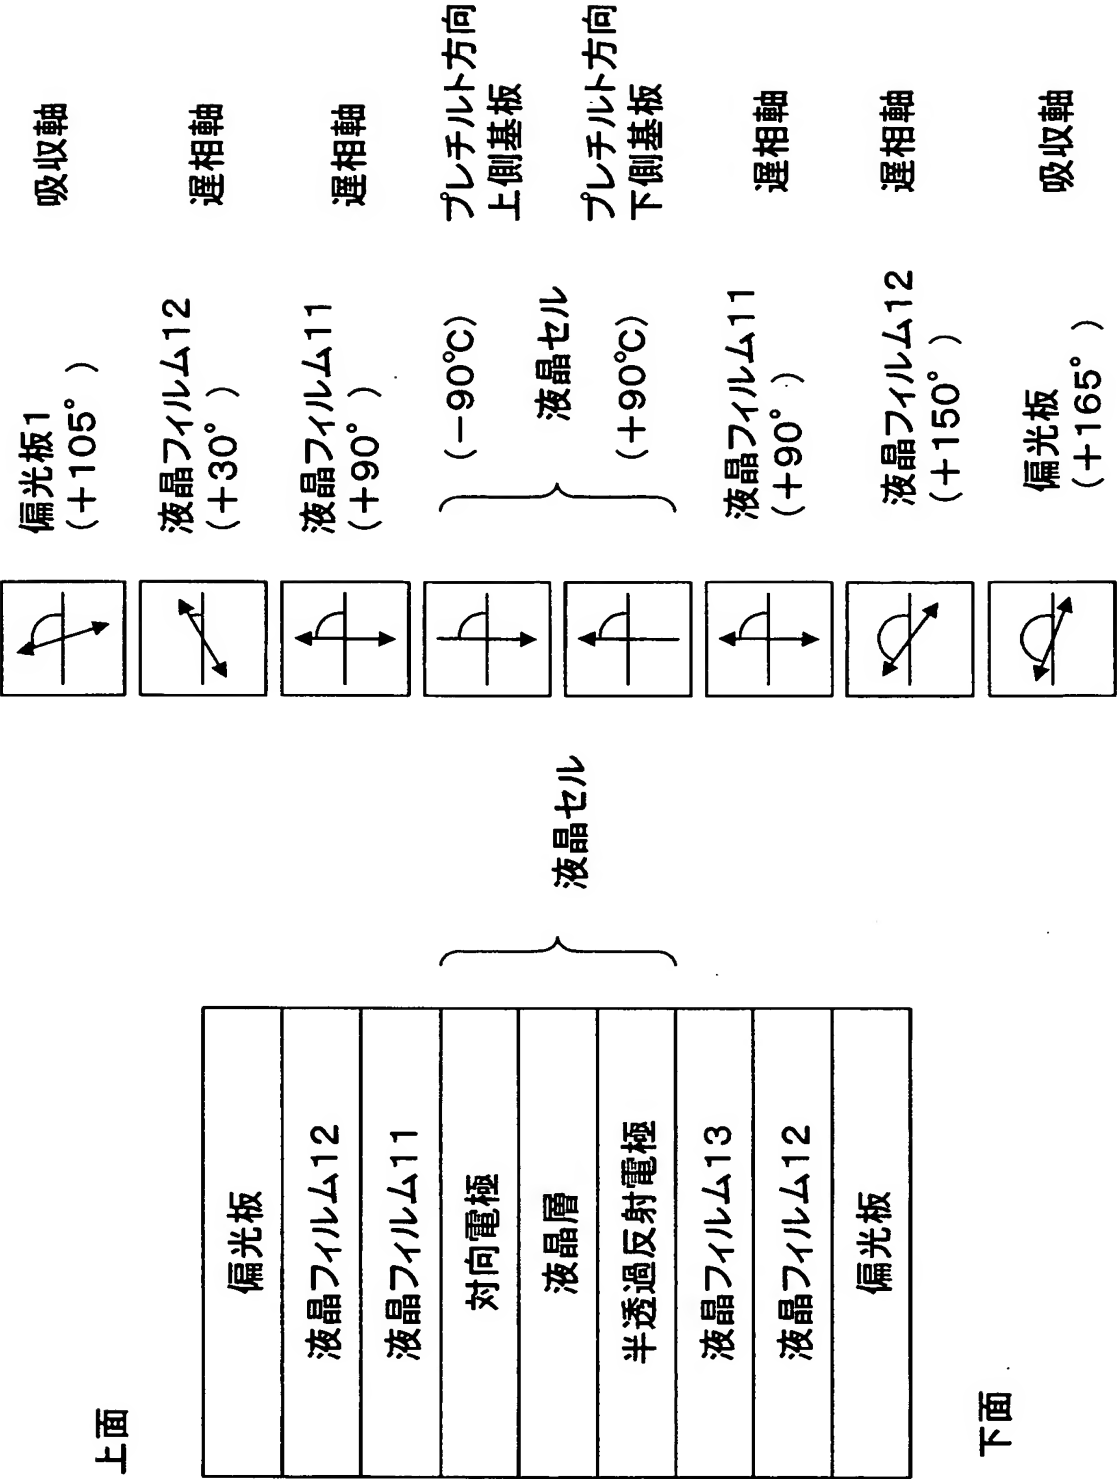 上面
偏光板
液晶フィルム12
液晶フィルム11
対向電極
液晶層
半透過反射電極
液晶フィルム13
液晶フィルム12
偏光板
下面
液晶セル
偏光板1
(+105°)
吸収軸
液晶フィルム12
(+30°)
遅相軸
液晶フィルム11
(+90°)
遅相軸
(-90℃)
プレチルト方向
上側基板
液晶セル
(+90℃)
プレチルト方向
下側基板
液晶フィルム11
(+90°)
遅相軸
液晶フィルム12
(+150°)
遅相軸
偏光板
(+165°)
吸収軸